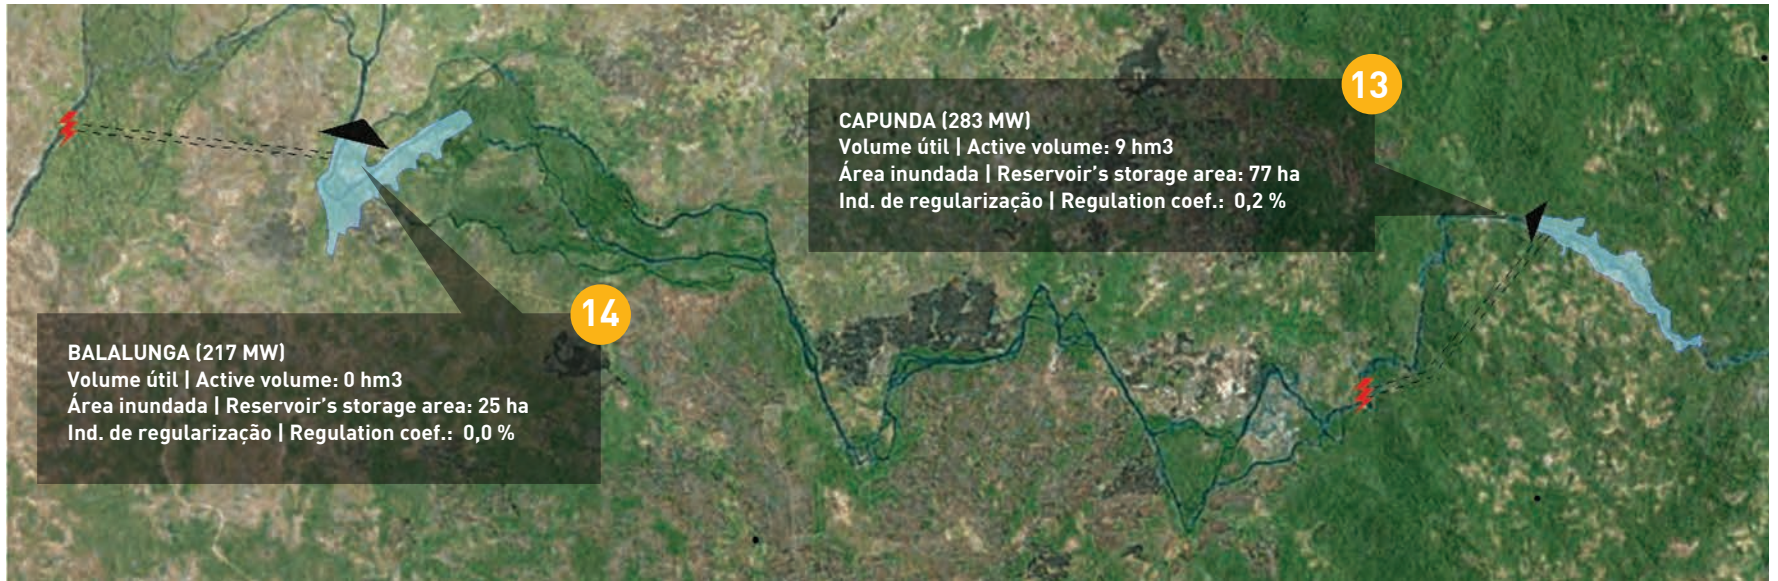 13
CAPUNDA (283 MW)
Volume útil | Active volume: 9 hm3
Área inundada | Reservoir's storage area: 77 ha
Ind. de regularização | Regulation coef.: 0,2 %
14
BALALUNGA (217 MW)
Volume útil | Active volume: 0 hm3
Área inundada | Reservoir's storage area: 25 ha
Ind. de regularização | Regulation coef.: 0,0 %